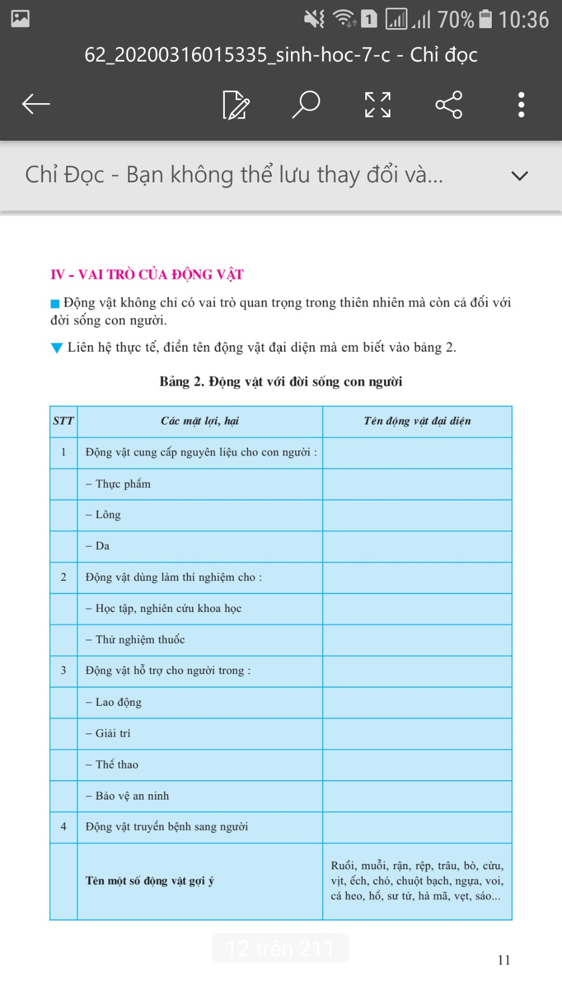 1 70% 10:36
62_20200316015335_sinh-hoc-7-c - Chỉ đọc
Chỉ Đọc - Bạn không thể lưu thay đổi và...
IV - VAI TRÒ CỦA ĐỘNG VẬT
Động vật không chỉ có vai trò quan trọng trong thiên nhiên mà còn cả đối với
đời sống con người.
Liên hệ thực tế, điền tên động vật đại diện mà em biết vào bảng 2.
Bảng 2. Động vật với đời sống con người
STT Các mặt lợi, hại Tên động vật đại diện
1 Động vật cung cấp nguyên liệu cho con người :
– Thực phẩm
– Lông
– Da
2 Động vật dùng làm thí nghiệm cho :
– Học tập, nghiên cứu khoa học
– Thử nghiệm thuốc
3 Động vật hỗ trợ cho người trong :
– Lao động
– Giải trí
– Thể thao
– Bảo vệ an ninh
4 Động vật truyền bệnh sang người
Tên một số động vật gợi ý
Ruồi, muỗi, rận, rệp, trâu, bò, cừu,
vịt, ếch, chó, chuột bạch, ngựa, voi,
cá heo, hổ, sư tử, hà mã, vẹt, sáo...
12 trên 211
11